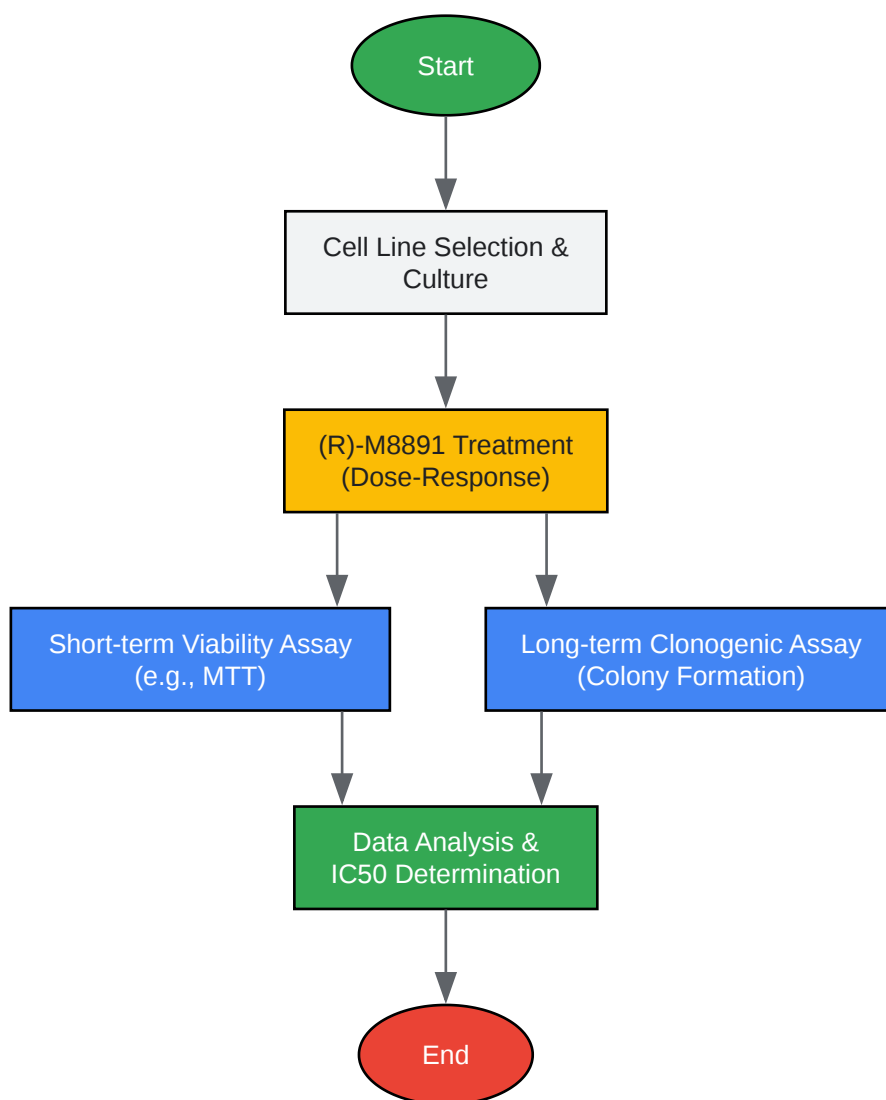 Start
Cell Line Selection &
Culture
(R)-M8891 Treatment
(Dose-Response)
Short-term Viability Assay
(e.g., MTT)
Long-term Clonogenic Assay
(Colony Formation)
Data Analysis &
IC50 Determination
End